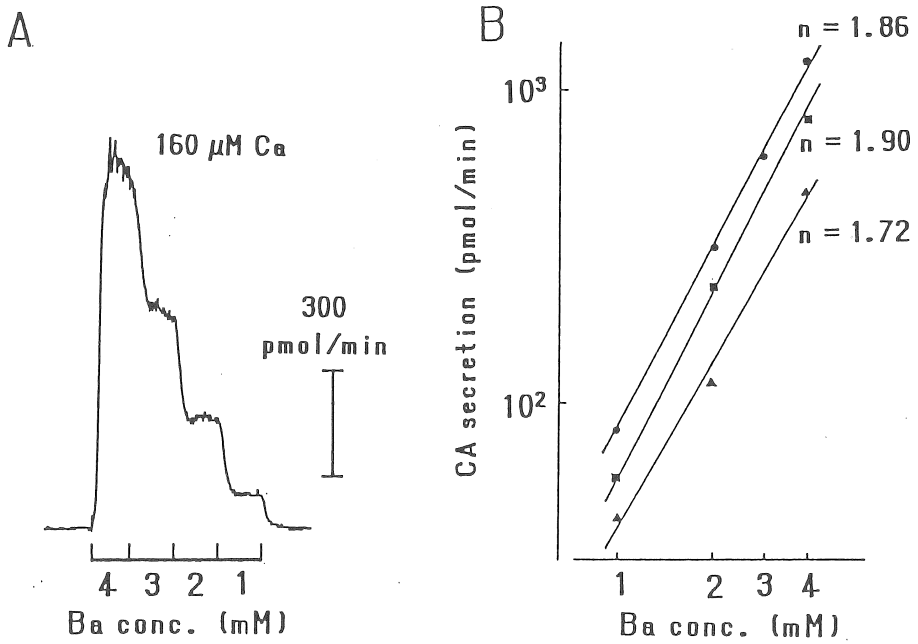 A
160 µM Ca
300
pmol/min
4 3 2 1
Ba conc. (mM)
B
n = 1.86
n = 1.90
n = 1.72
10³
10²
CA secretion (pmol/min)
1 2 3 4
Ba conc. (mM)